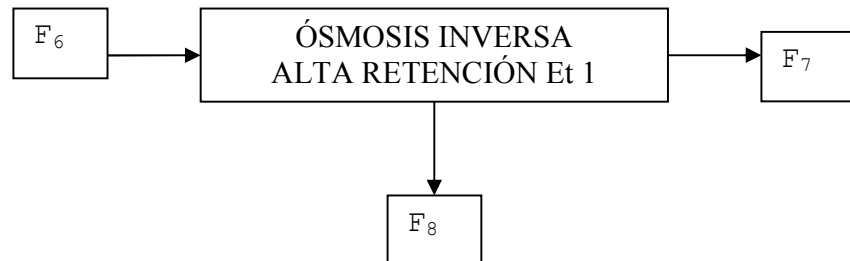 F₆
ÓSMOSIS INVERSA
ALTA RETENCIÓN Et 1
F₇
F₈